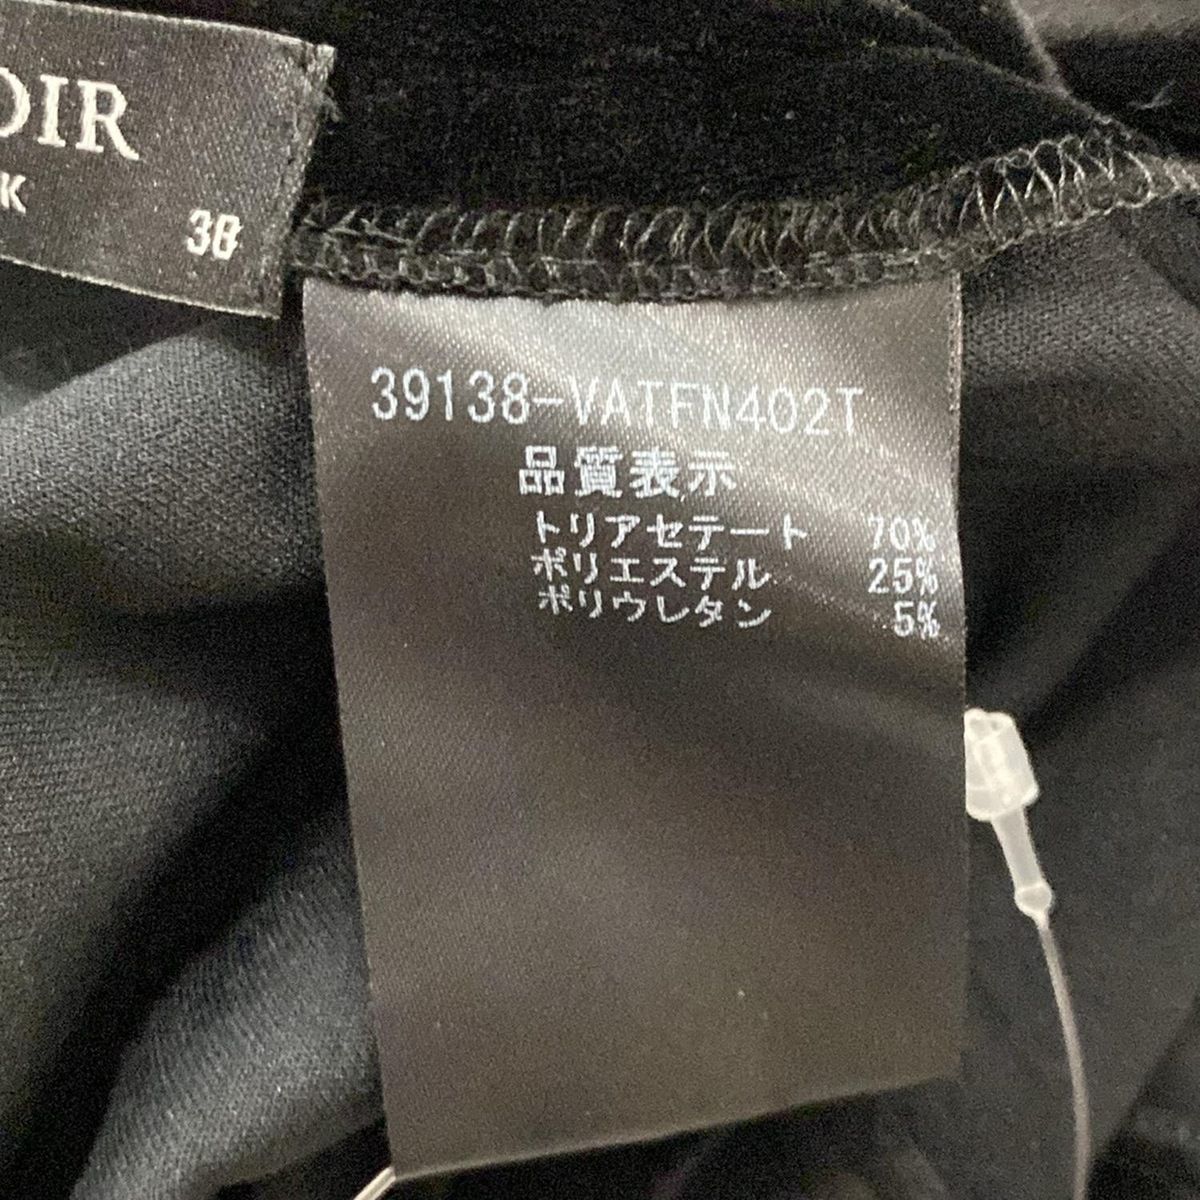 OIR
K
38
39138-VATFN402T
品質表示
トリアセテート 70%
ポリエステル 25%
ポリウレタン 5%